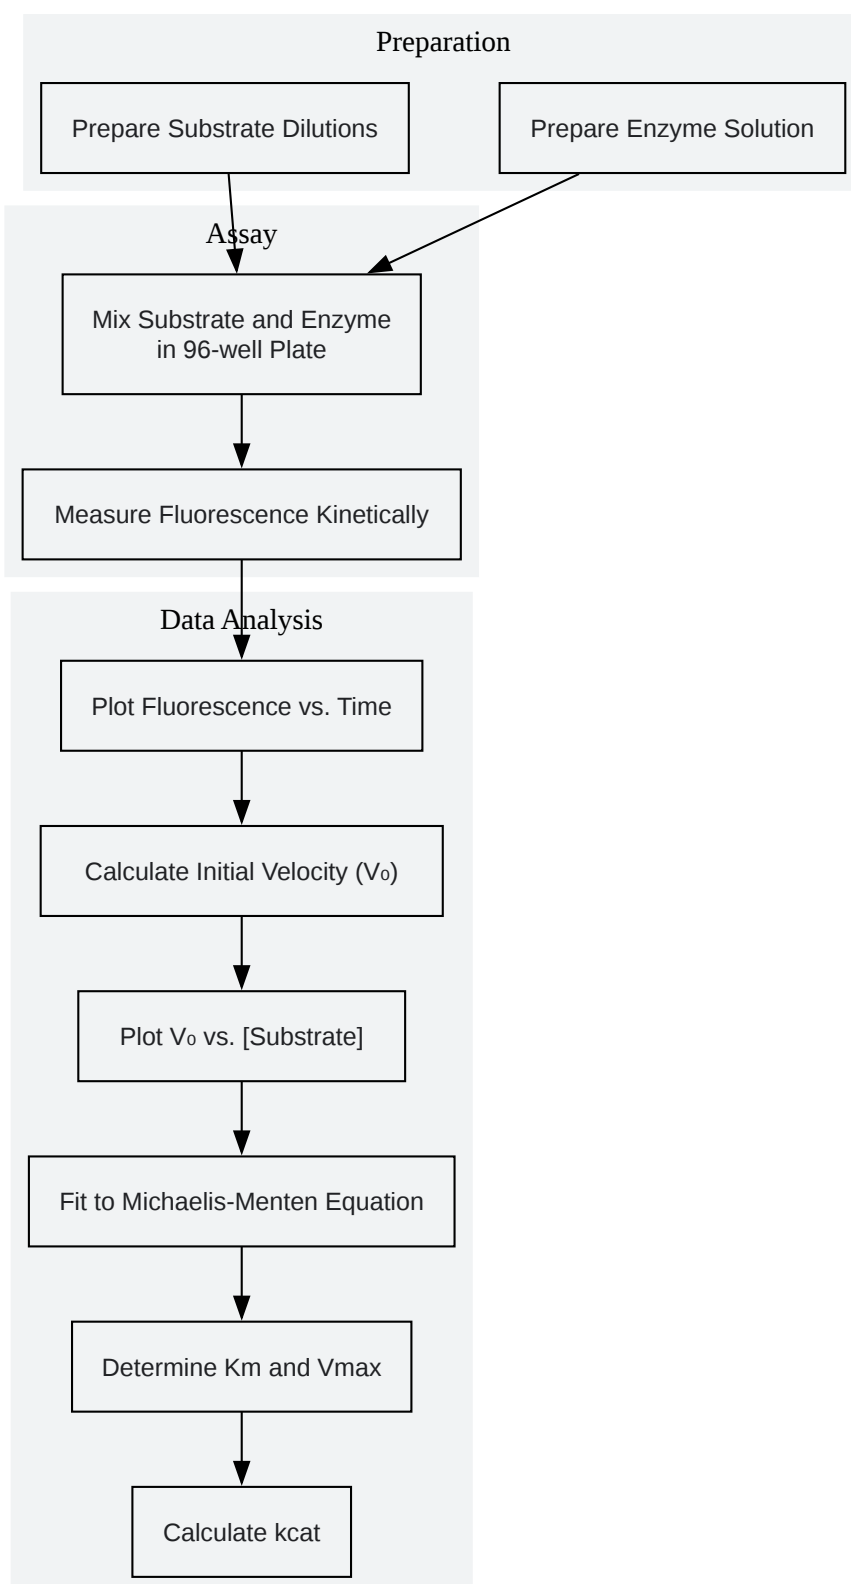 Preparation
Prepare Substrate Dilutions
Prepare Enzyme Solution
Assay
Mix Substrate and Enzyme
in 96-well Plate
Measure Fluorescence Kinetically
Data Analysis
Plot Fluorescence vs. Time
Calculate Initial Velocity (V₀)
Plot V₀ vs. [Substrate]
Fit to Michaelis-Menten Equation
Determine Km and Vmax
Calculate kcat